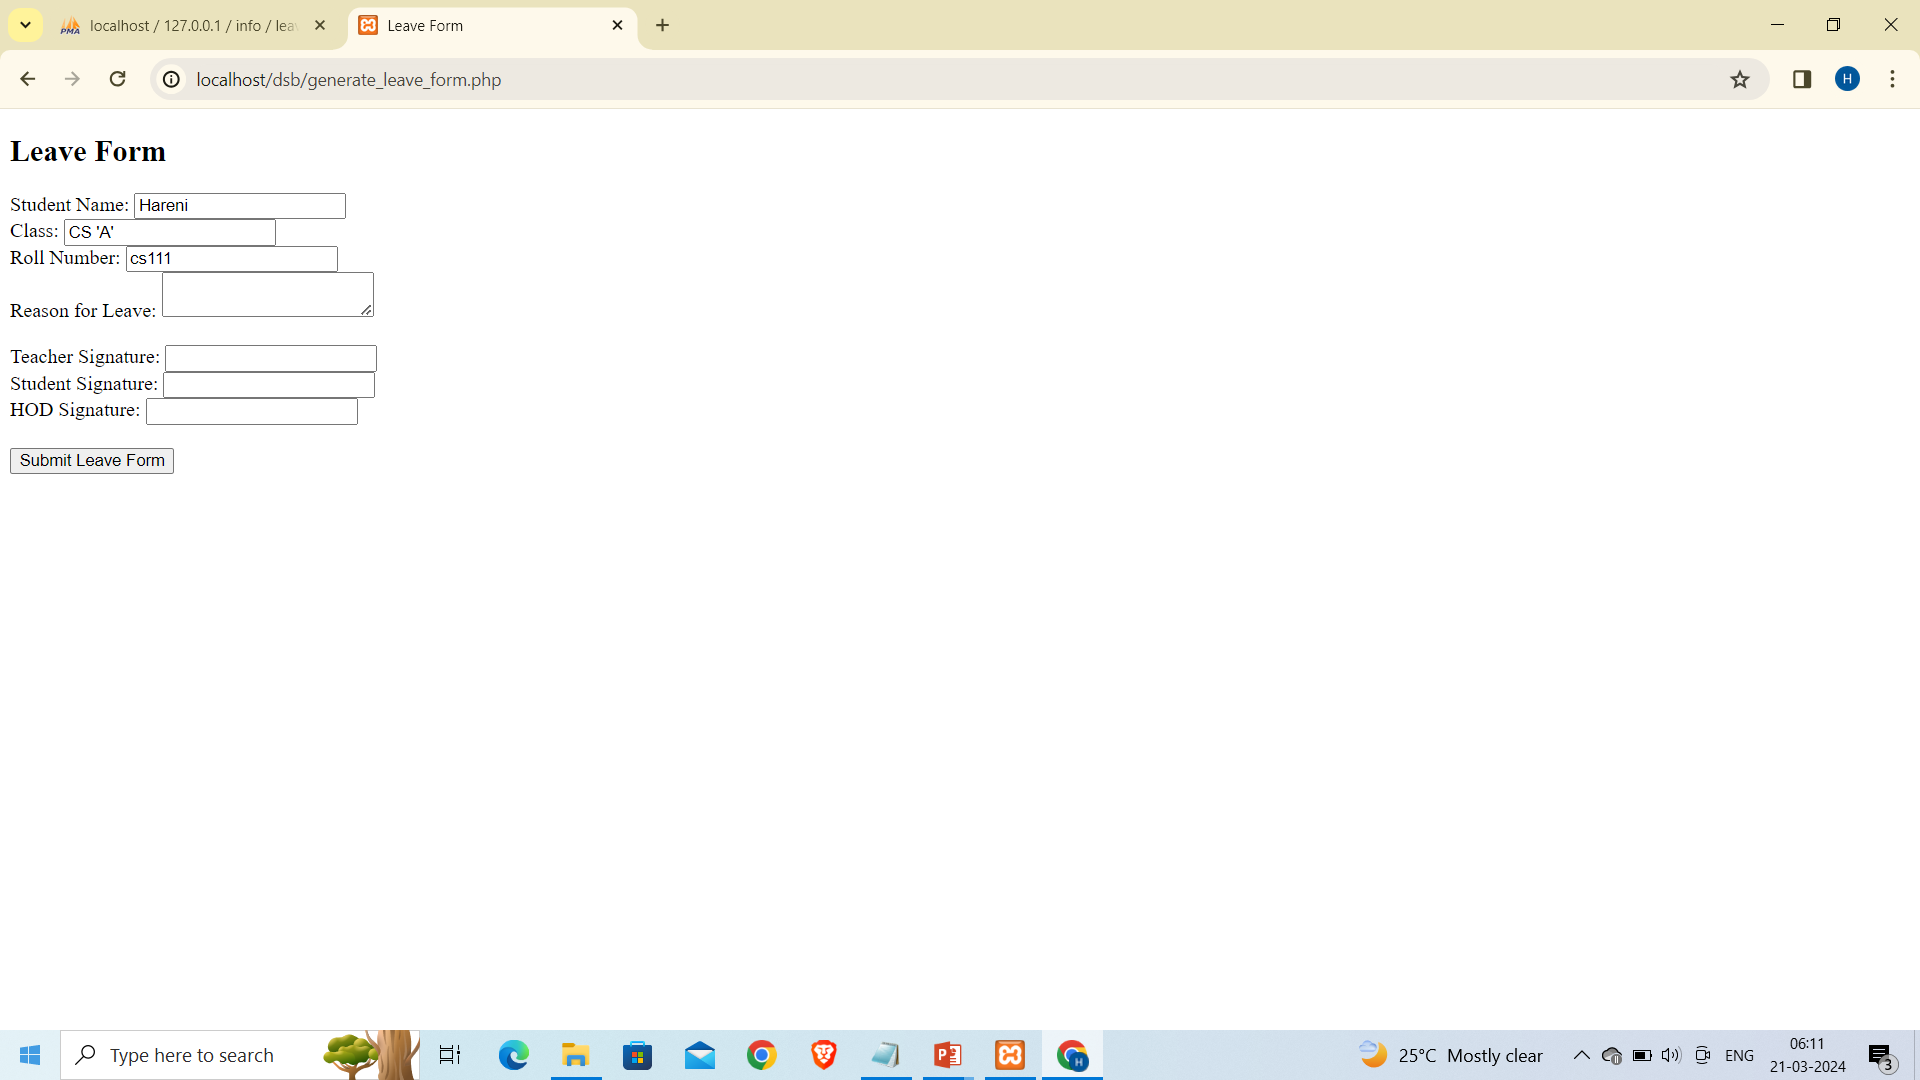 localhost / 127.0.0.1 / info / lea
Leave Form
localhost/dsb/generate_leave_form.php
H
Leave Form
Student Name: Hareni
Class: CS 'A'
Roll Number: cs111
Reason for Leave:
Teacher Signature:
Student Signature:
HOD Signature:
Submit Leave Form
Type here to search
25°C Mostly clear
ENG
06:11
21-03-2024
3